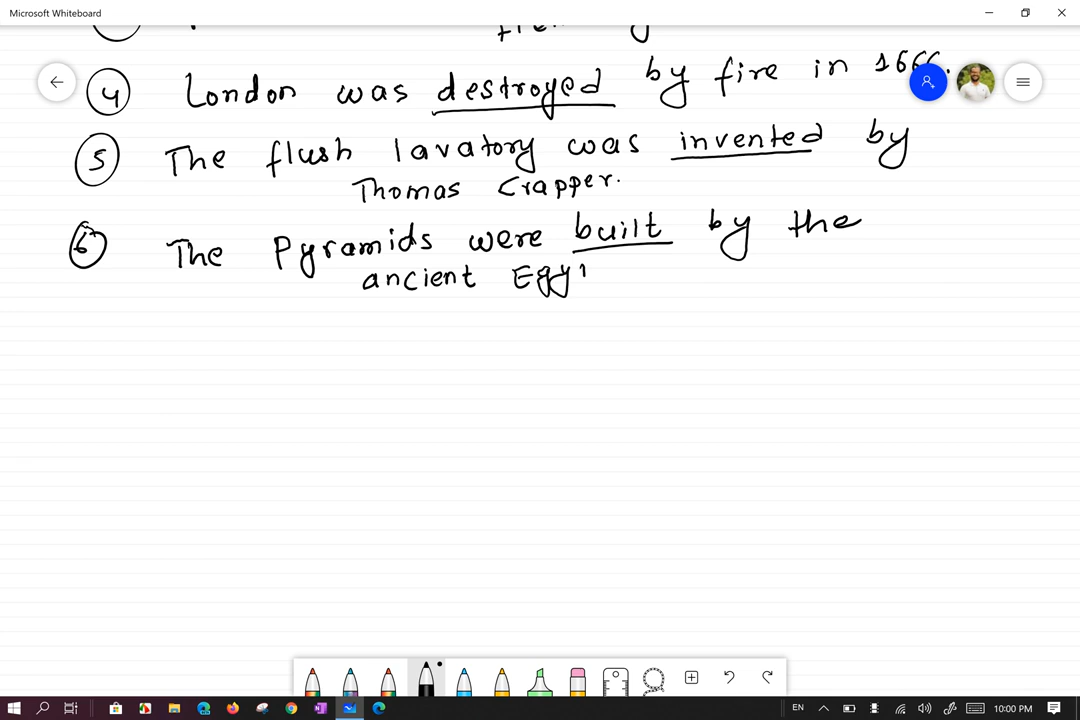 Microsoft Whiteboard
4 London was destroyed by fire in 1666.
5 The flush lavatory was invented by
Thomas Crapper.
6 The Pyramids were built by the
ancient Egy
EN
10:00 PM